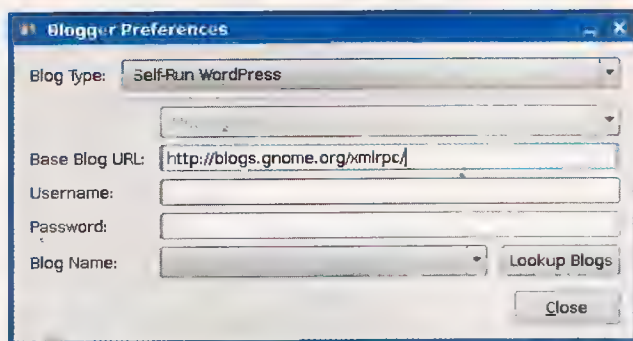 Blogger Preferences
Blog Type: Self-Run WordPress
Base Blog URL: http://blogs.gnome.org/xmlrpc/
Username:
Password:
Blog Name: Lookup Blogs
Close